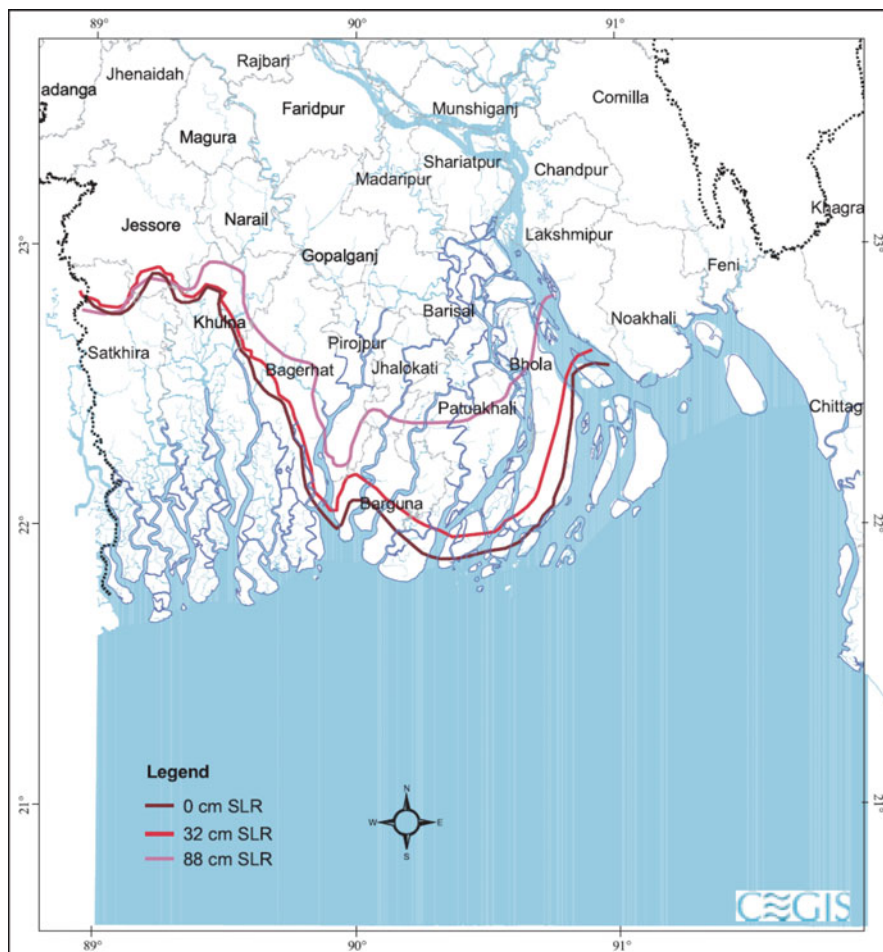 89°
90°
91°
Jhenaidah
Rajbari
adanga
Faridpur
Munshiganj
Comilla
Magura
Shariatpur
Chandpur
Madaripur
Khagra
Jessore
Narail
23°
23°
Lakshmipur
Gopalganj
Feni
Khulna
Barisal
Noakhali
Satkhira
Pirojpur
Bagerhat
Jhalokati
Bhola
Patuakhali
Chittag
Barguna
22°
22°
Legend
0 cm SLR
32 cm SLR
88 cm SLR
N
W
E
S
21°
21°
CEGIS
89°
90°
91°